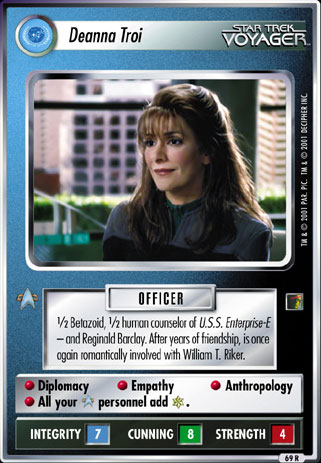 Deanna Troi
STAR TREK
VOYAGER™
TM & © 2001 PAR. PIC. TM & © 2001 DECIPHER INC.
OFFICER
½ Betazoid, ½ human counselor of U.S.S. Enterprise-E
– and Reginald Barclay. After years of friendship, is once
again romantically involved with William T. Riker.
Diplomacy Empathy Anthropology
All your personnel add .
INTEGRITY 7 CUNNING 8 STRENGTH 4
69 R